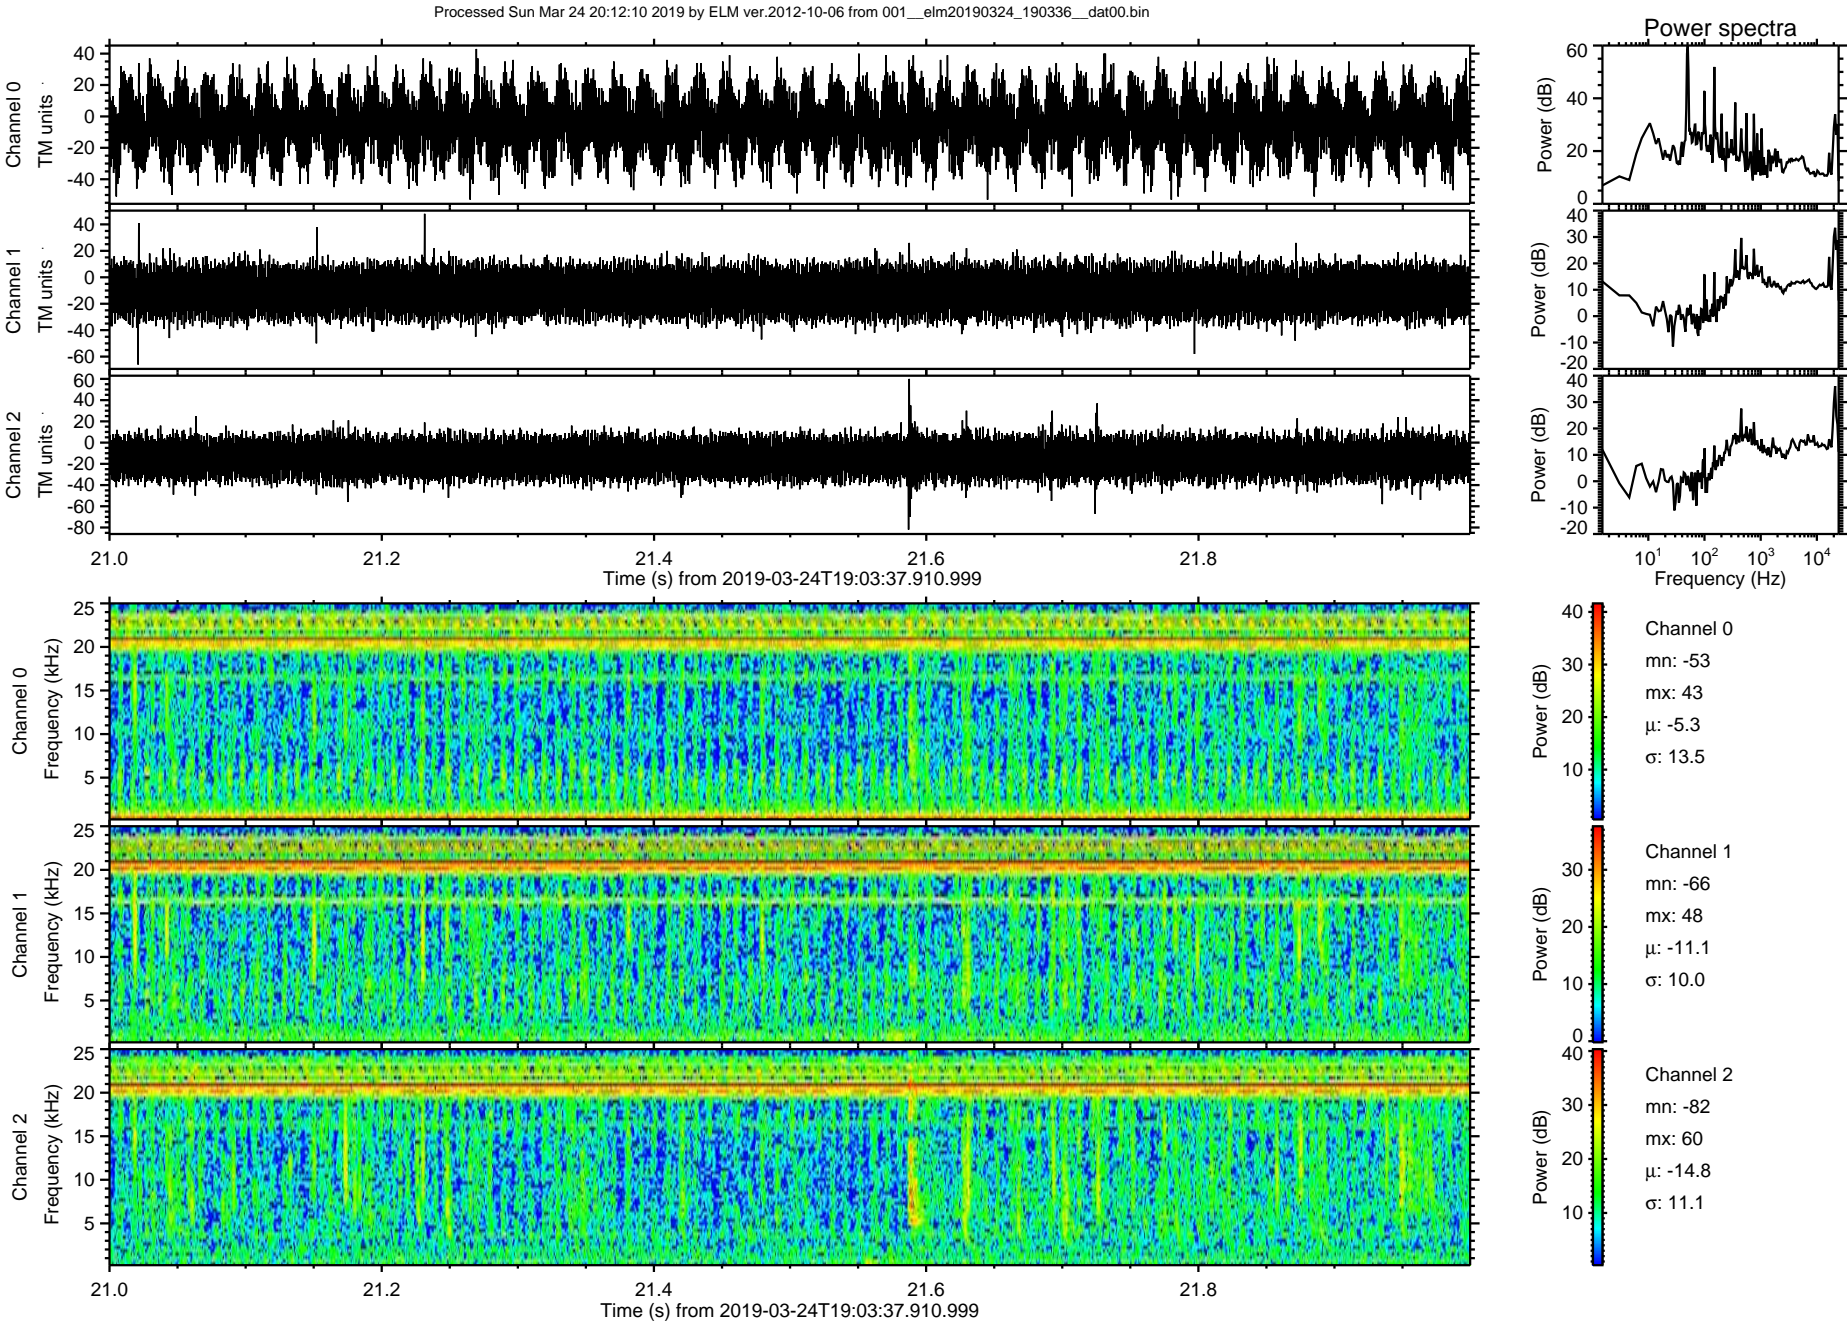 Processed Sun Mar 24 20:12:10 2019 by ELM ver.2012-10-06 from 001__elm20190324_190336__dat00.bin
Power spectra
Channel 0
TM units
40
20
0
-20
-40
Power (dB)
60
40
20
0
Channel 1
TM units
40
20
0
-20
-40
-60
Power (dB)
40
30
20
10
0
-10
-20
Channel 2
TM units
60
40
20
0
-20
-40
-60
-80
Power (dB)
40
30
20
10
0
-10
-20
21.0 21.2 21.4 21.6 21.8
Time (s) from 2019-03-24T19:03:37.910.999
10^1 10^2 10^3 10^4
Frequency (Hz)
Channel 0
Frequency (kHz)
25
20
15
10
5
Power (dB)
40
30
20
10
Channel 0
mn: -53
mx: 43
μ: -5.3
σ: 13.5
Channel 1
Frequency (kHz)
25
20
15
10
5
Power (dB)
30
20
10
0
Channel 1
mn: -66
mx: 48
μ: -11.1
σ: 10.0
Channel 2
Frequency (kHz)
25
20
15
10
5
Power (dB)
40
30
20
10
Channel 2
mn: -82
mx: 60
μ: -14.8
σ: 11.1
21.0 21.2 21.4 21.6 21.8
Time (s) from 2019-03-24T19:03:37.910.999